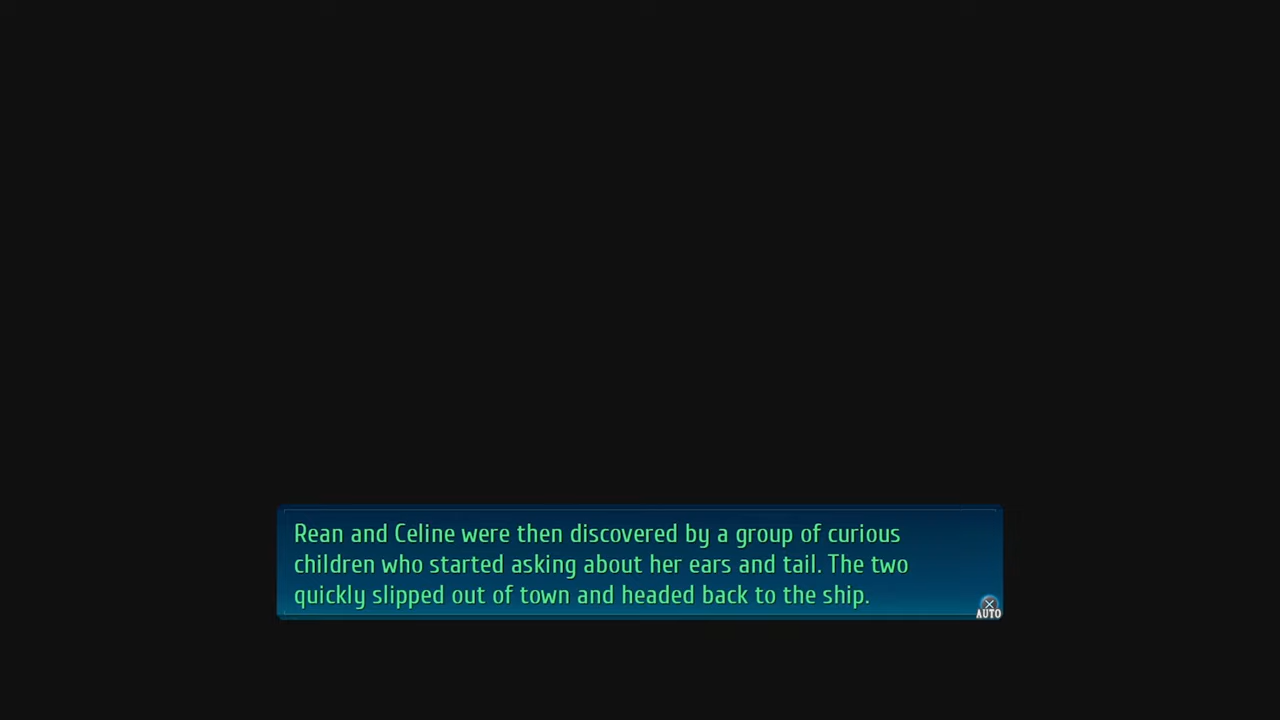 Rean and Celine were then discovered by a group of curious
children who started asking about her ears and tail. The two
quickly slipped out of town and headed back to the ship.
AUTO